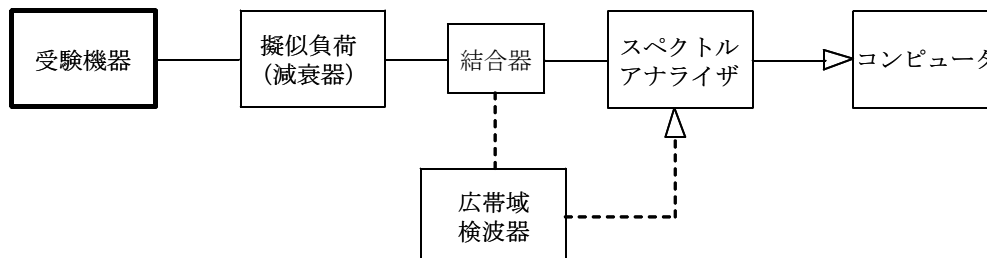 受験機器
擬似負荷
（減衰器）
結合器
スペクトル
アナライザ
コンピュータ
広帯域
検波器